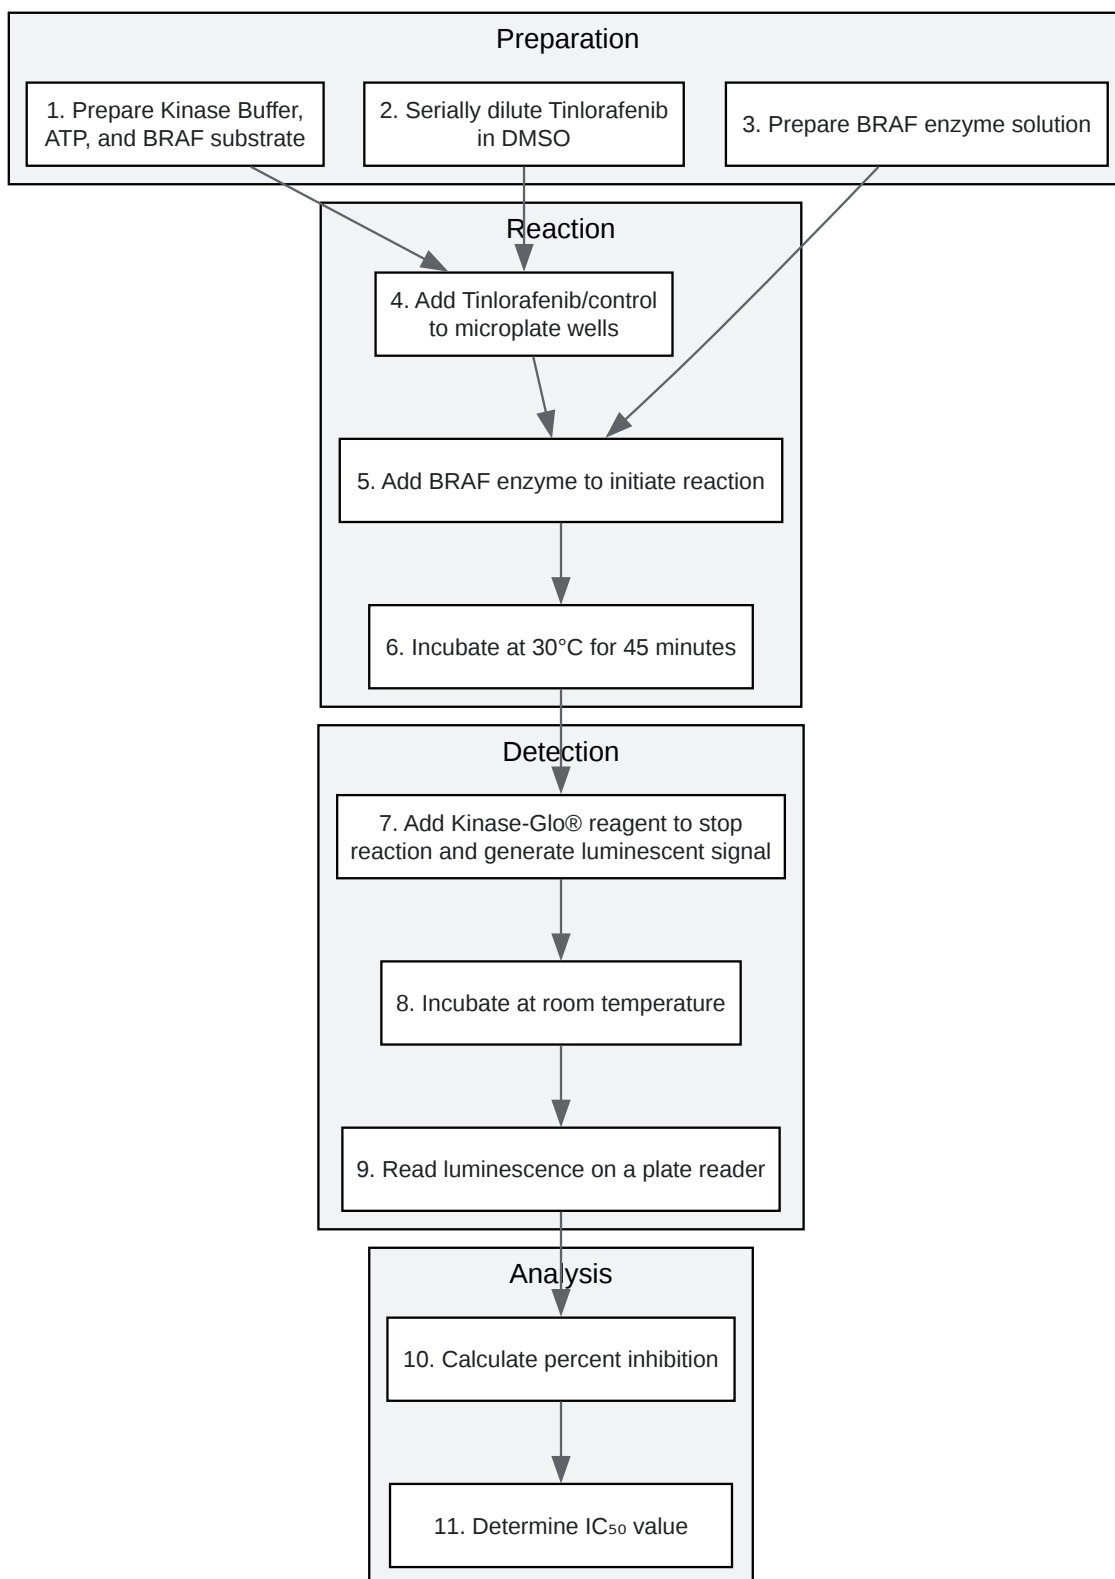 Preparation
1. Prepare Kinase Buffer,
ATP, and BRAF substrate
2. Serially dilute Tinlorafenib
in DMSO
3. Prepare BRAF enzyme solution
Reaction
4. Add Tinlorafenib/control
to microplate wells
5. Add BRAF enzyme to initiate reaction
6. Incubate at 30°C for 45 minutes
Detection
7. Add Kinase-Glo® reagent to stop
reaction and generate luminescent signal
8. Incubate at room temperature
9. Read luminescence on a plate reader
Analysis
10. Calculate percent inhibition
11. Determine IC₅₀ value